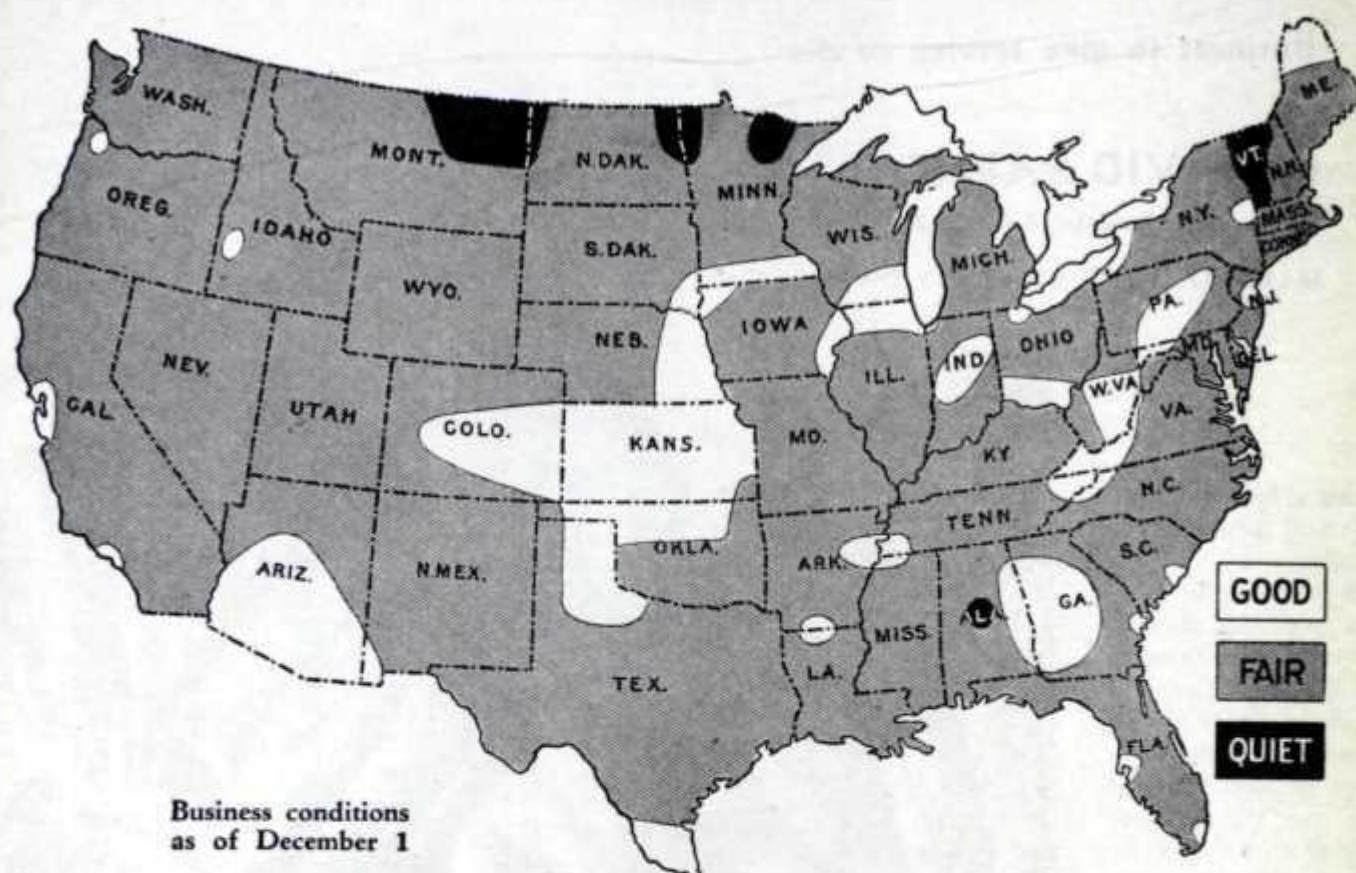 WASH.
MONT.
N.DAK.
MINN
ME.
VT.
N.H.
OREG.
IDAHO
S.DAK.
WIS.
MICH.
N.Y.
MASS.
CONN.
WYO.
NEB.
IOWA
PA.
N.J.
NEV.
ILL.
IND.
OHIO
MD.
DEL.
CAL.
UTAH
COLO.
KANS.
MO.
W.VA.
VA.
KY.
N.C.
ARIZ.
N.MEX.
OKLA.
ARK.
TENN.
S.C.
MISS.
ALA.
GA.
TEX.
LA.
FLA.
GOOD
FAIR
QUIET
Business conditions
as of December 1